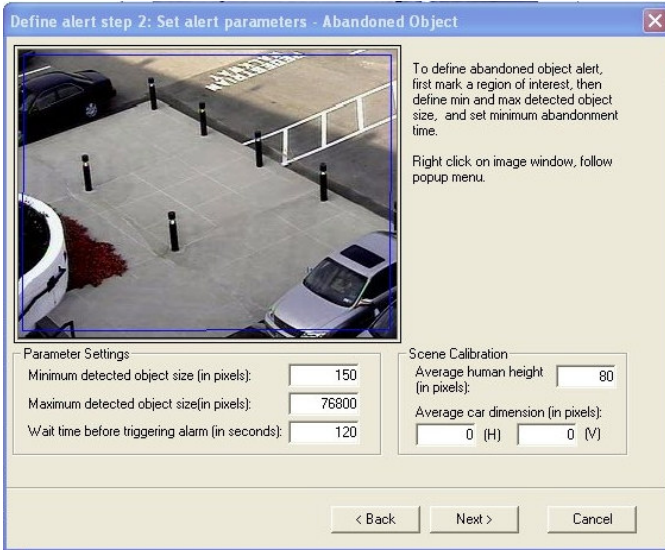 Define alert step 2: Set alert parameters - Abandoned Object
To define abandoned object alert,
first mark a region of interest, then
define min and max detected object
size, and set minimum abandonment
time.
Right click on image window, follow
popup menu.
Parameter Settings
Minimum detected object size (in pixels): 150
Maximum detected object size(in pixels): 76800
Wait time before triggering alarm (in seconds): 120
Scene Calibration
Average human height
(in pixels): 80
Average car dimension (in pixels):
0 (H) 0 (V)
< Back Next > Cancel